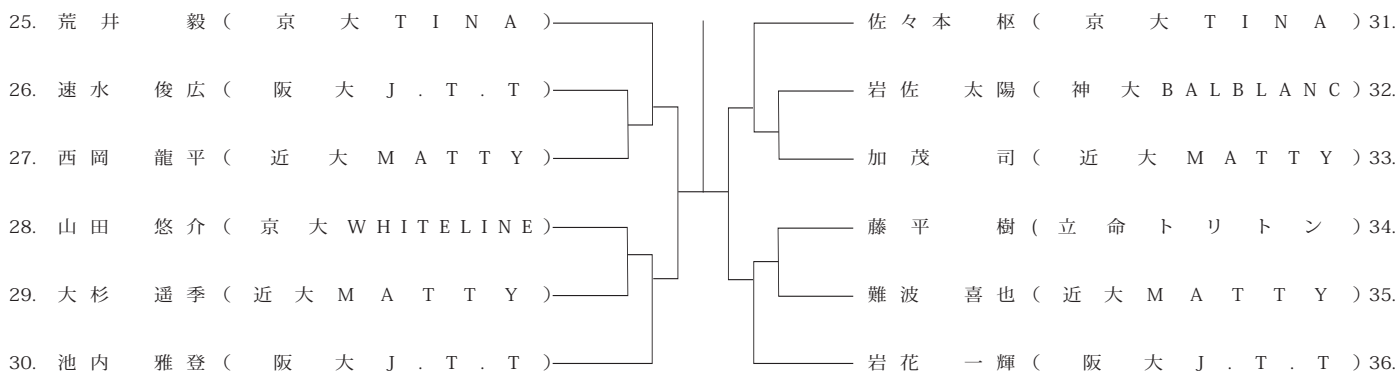 25. 荒井 毅（京大TINA）
26. 速水 俊広（阪大J.T.T）
27. 西岡 龍平（近大MATTY）
28. 山田 悠介（京大WHITELINE）
29. 大杉 遥季（近大MATTY）
30. 池内 雅登（阪大J.T.T）
佐々本 枢（京大TINA）31.
岩佐 太陽（神大BALBLANC）32.
加茂 司（近大MATTY）33.
藤平 樹（立命トリトン）34.
難波 喜也（近大MATTY）35.
岩花 一輝（阪大J.T.T）36.